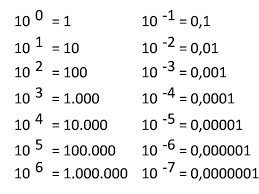 10 ⁰ = 1 10 ⁻¹ = 0,1
10 ¹ = 10 10 ⁻² = 0,01
10 ² = 100 10 ⁻³ = 0,001
10 ³ = 1.000 10 ⁻⁴ = 0,0001
10 ⁴ = 10.000 10 ⁻⁵ = 0,00001
10 ⁵ = 100.000 10 ⁻⁶ = 0,000001
10 ⁶ = 1.000.000 10 ⁻⁷ = 0,0000001